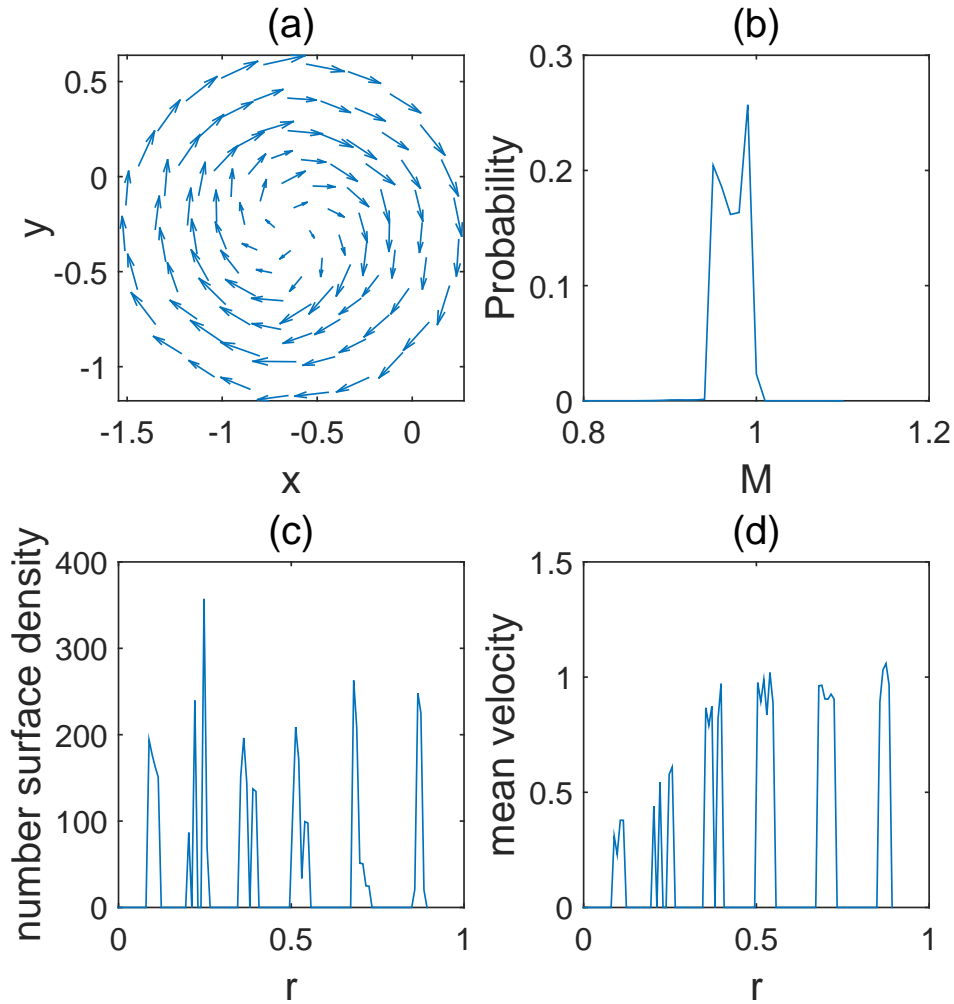 (a)
0.5
0
-0.5
-1
y
-1.5 -1 -0.5 0
x
(b)
0.3
0.2
0.1
0
Probability
0.8 1 1.2
M
(c)
400
300
200
100
0
number surface density
0 0.5 1
r
(d)
1.5
1
0.5
0
mean velocity
0 0.5 1
r